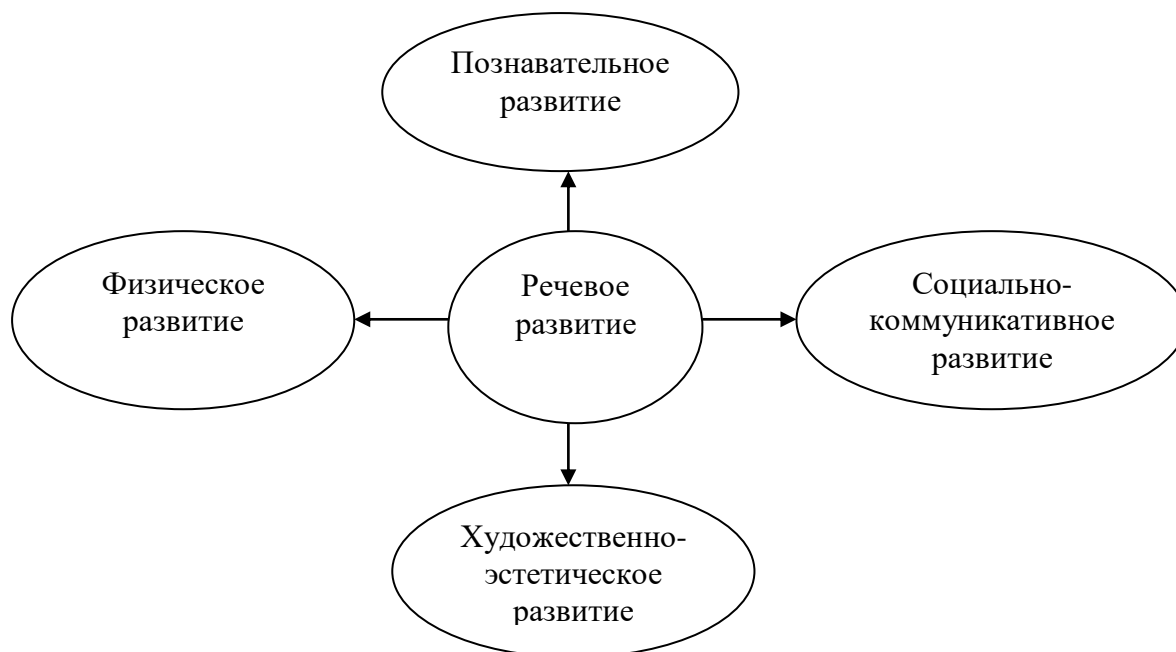 Познавательное
развитие
Физическое
развитие
Речевое
развитие
Социально-
коммуникативное
развитие
Художественно-
эстетическое
развитие